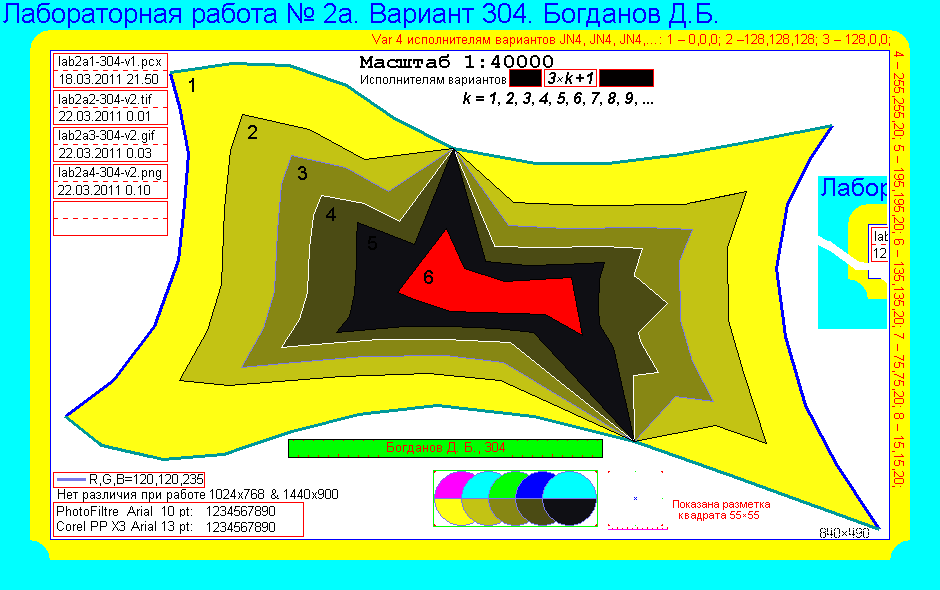 Лабораторная работа № 2а. Вариант 304. Богданов Д.Б.
Var 4 исполнителям вариантов JN4, JN4, JN4,...: 1 – 0,0,0; 2 –128,128,128; 3 – 128,0,0;
4 – 255,255,20; 5 – 195,195,20; 6 – 135,135,20; 7 – 75,75,20; 8 – 15,15,20;
lab2a1-304-v1.pcx
18.03.2011 21.50
lab2a2-304-v2.tif
22.03.2011 0.01
lab2a3-304-v2.gif
22.03.2011 0.03
lab2a4-304-v2.png
22.03.2011 0.10
Масштаб 1:40000
Исполнителям вариантов 3×k+1
k = 1, 2, 3, 4, 5, 6, 7, 8, 9, ...
1
2
3
4
5
6
Лабор
lab
12
Богданов Д. Б., 304
R,G,B=120,120,235
Нет различия при работе 1024x768 & 1440x900
PhotoFiltre Arial 10 pt: 1234567890
Corel PP X3 Arial 13 pt: 1234567890
Показана разметка
квадрата 55×55
640×490